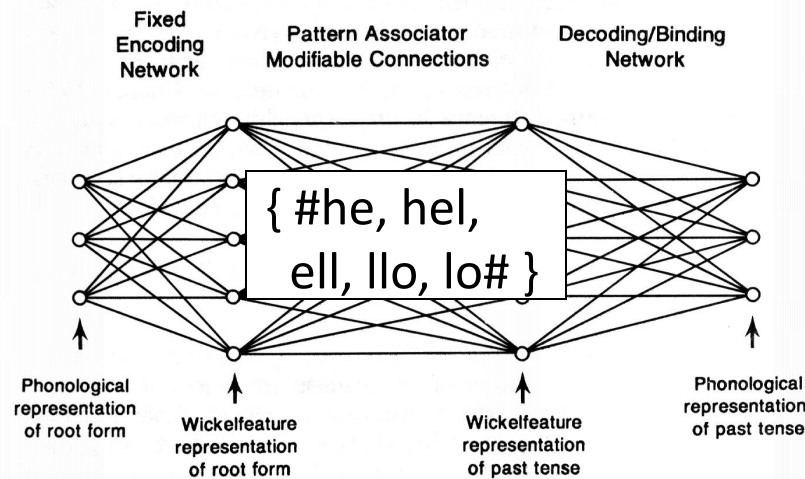 Fixed
Encoding
Network
Pattern Associator
Modifiable Connections
Decoding/Binding
Network
{ #he, hel,
ell, llo, lo# }
Phonological
representation
of root form
Wickelfeature
representation
of root form
Wickelfeature
representation
of past tense
Phonological
representation
of past tense